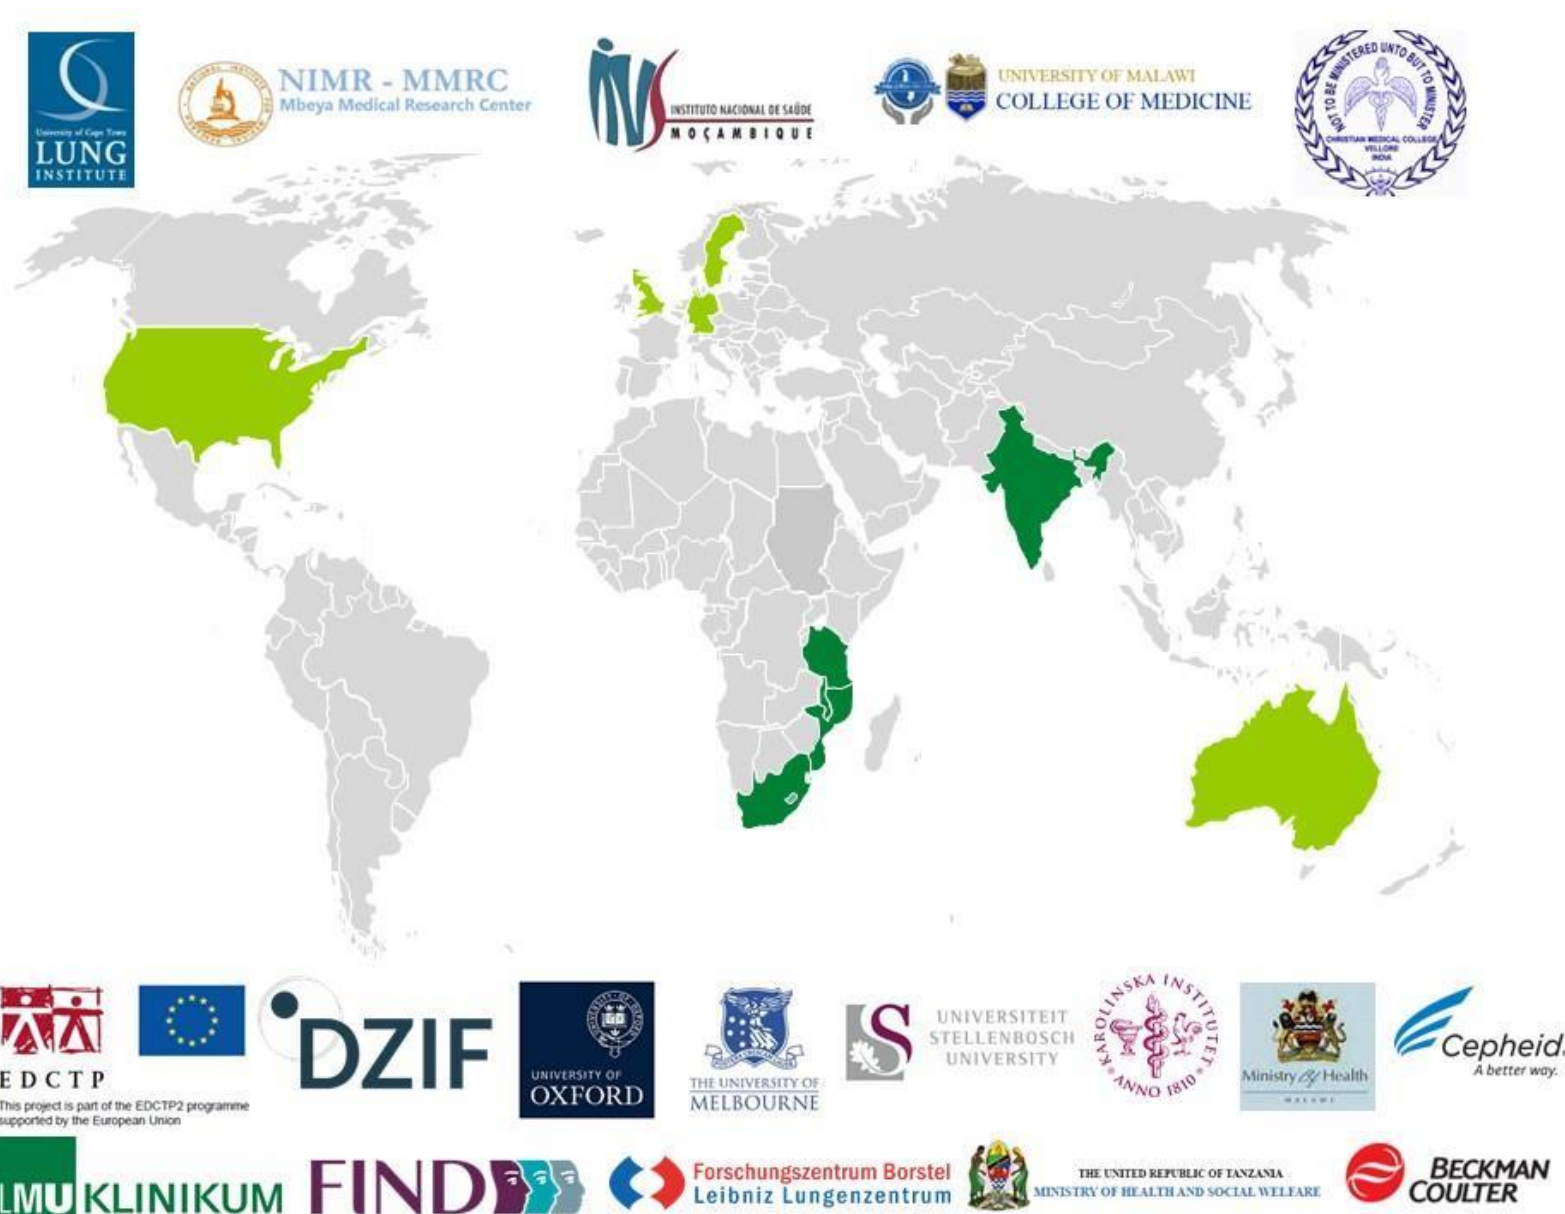 University of Cape Town
LUNG
INSTITUTE
NIMR - MMRC
Mbeya Medical Research Center
INS
INSTITUTO NACIONAL DE SAÚDE
MOÇAMBIQUE
UNIVERSITY OF MALAWI
COLLEGE OF MEDICINE
NOT TO BE MINISTERED UNTO BUT TO MINISTER
CHRISTIAN MEDICAL COLLEGE
VELLORE
INDIA
EDCTP
This project is part of the EDCTP2 programme
supported by the European Union
DZIF
UNIVERSITY OF
OXFORD
THE UNIVERSITY OF
MELBOURNE
UNIVERSITEIT
STELLENBOSCH
UNIVERSITY
KAROLINSKA INSTITUTET
ANNO 1810
Ministry of Health
MALAWI
Cepheid.
A better way.
LMU KLINIKUM
FIND
Forschungszentrum Borstel
Leibniz Lungenzentrum
THE UNITED REPUBLIC OF TANZANIA
MINISTRY OF HEALTH AND SOCIAL WELFARE
BECKMAN
COULTER